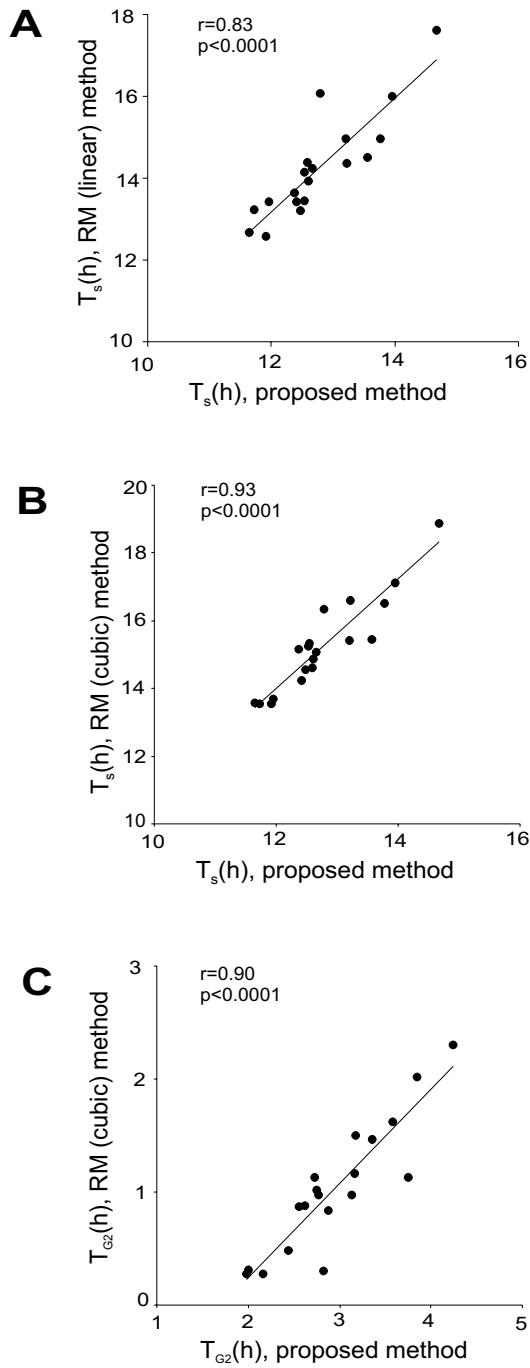 A
r=0.83
p<0.0001
18
16
14
12
10
10 12 14 16
Ts(h), RM (linear) method
Ts(h), proposed method
B
r=0.93
p<0.0001
20
18
16
14
12
10
10 12 14 16
Ts(h), RM (cubic) method
Ts(h), proposed method
C
r=0.90
p<0.0001
3
2
1
0
1 2 3 4 5
TG2(h), RM (cubic) method
TG2(h), proposed method